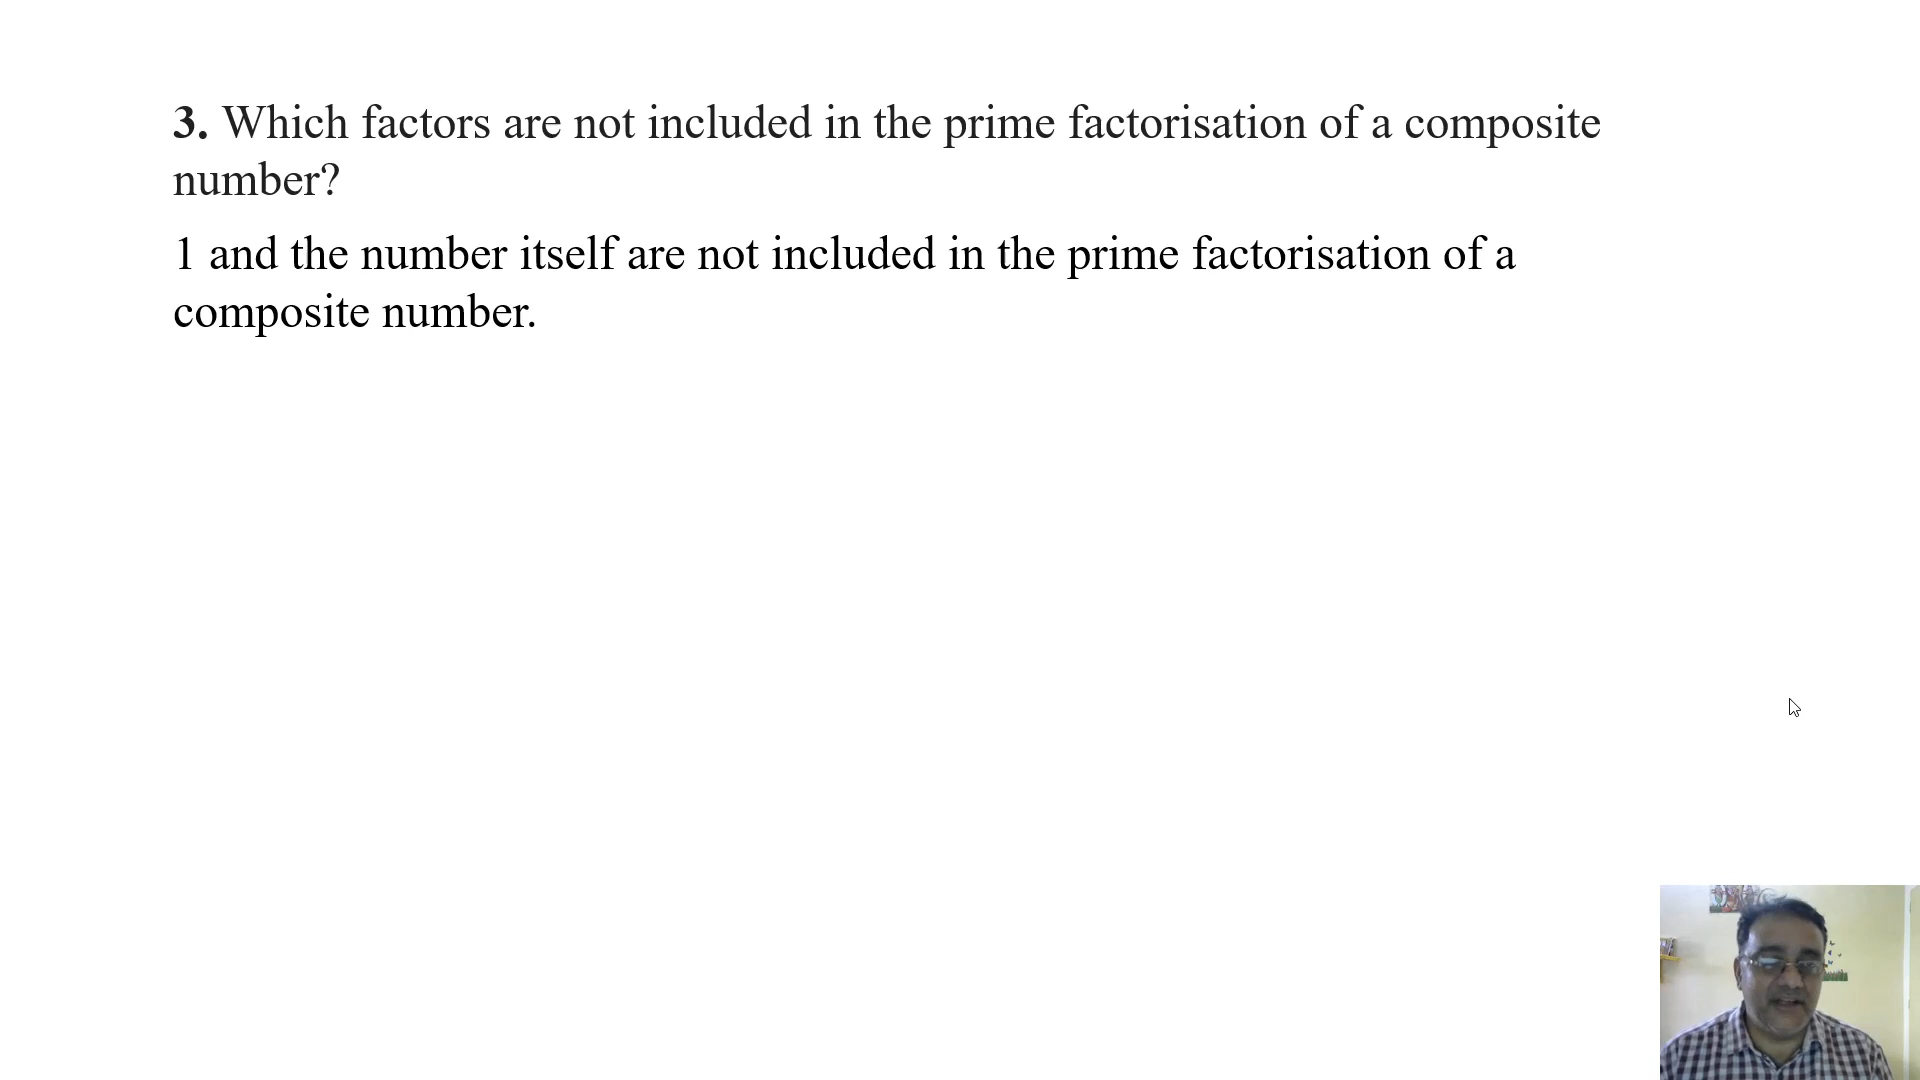 3. Which factors are not included in the prime factorisation of a composite
number?
1 and the number itself are not included in the prime factorisation of a
composite number.